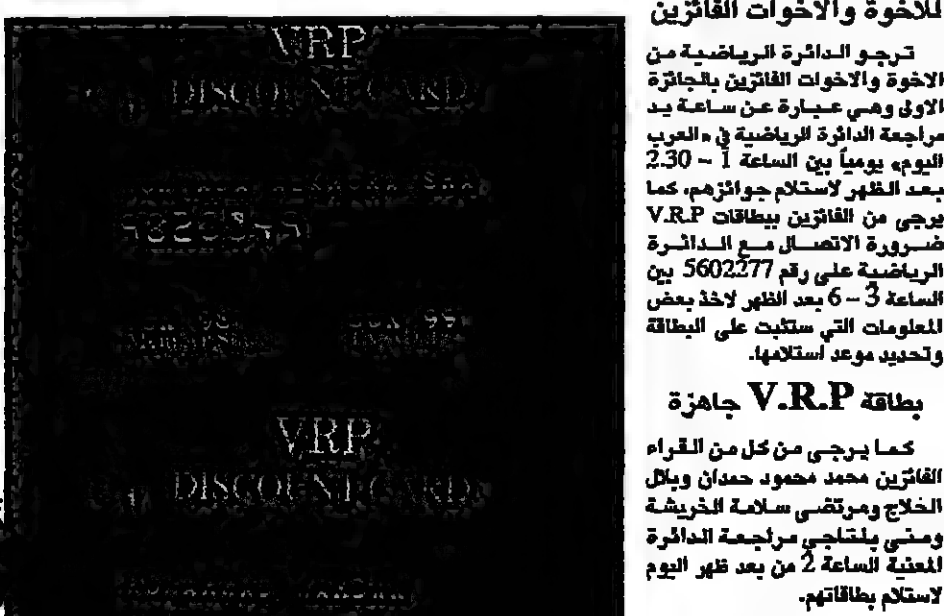 للاخوة والاخوات الفائزين
ترجو الدائرة الرياضية من
الاخوة والاخوات الفائزين بالجائزة
الاولى وهي عبارة عن ساعة يد
مراجعة الدائرة الرياضية في «العرب
اليوم» يومياً بين الساعة 1 – 2.30
بعد الظهر لاستلام جوائزهم، كما
يرجى من الفائزين ببطاقات V.R.P
ضرورة الاتصال مع الدائرة
الرياضية على رقم 5602277 بين
الساعة 3 – 6 بعد الظهر لاخذ بعض
المعلومات التي ستثبت على البطاقة
وتحديد موعد استلامها.
بطاقة V.R.P جاهزة
كما يرجى من كل من القراء
الفائزين محمد محمود حمدان وبلال
الخلاج ومرتضى سلامة الخريشة
ومنى يلتاجي مراجعة الدائرة
المعنية الساعة 2 من بعد ظهر اليوم
لاستلام بطاقاتهم.
VRP
DISCOUNT CARD
VRP
DISCOUNT CARD